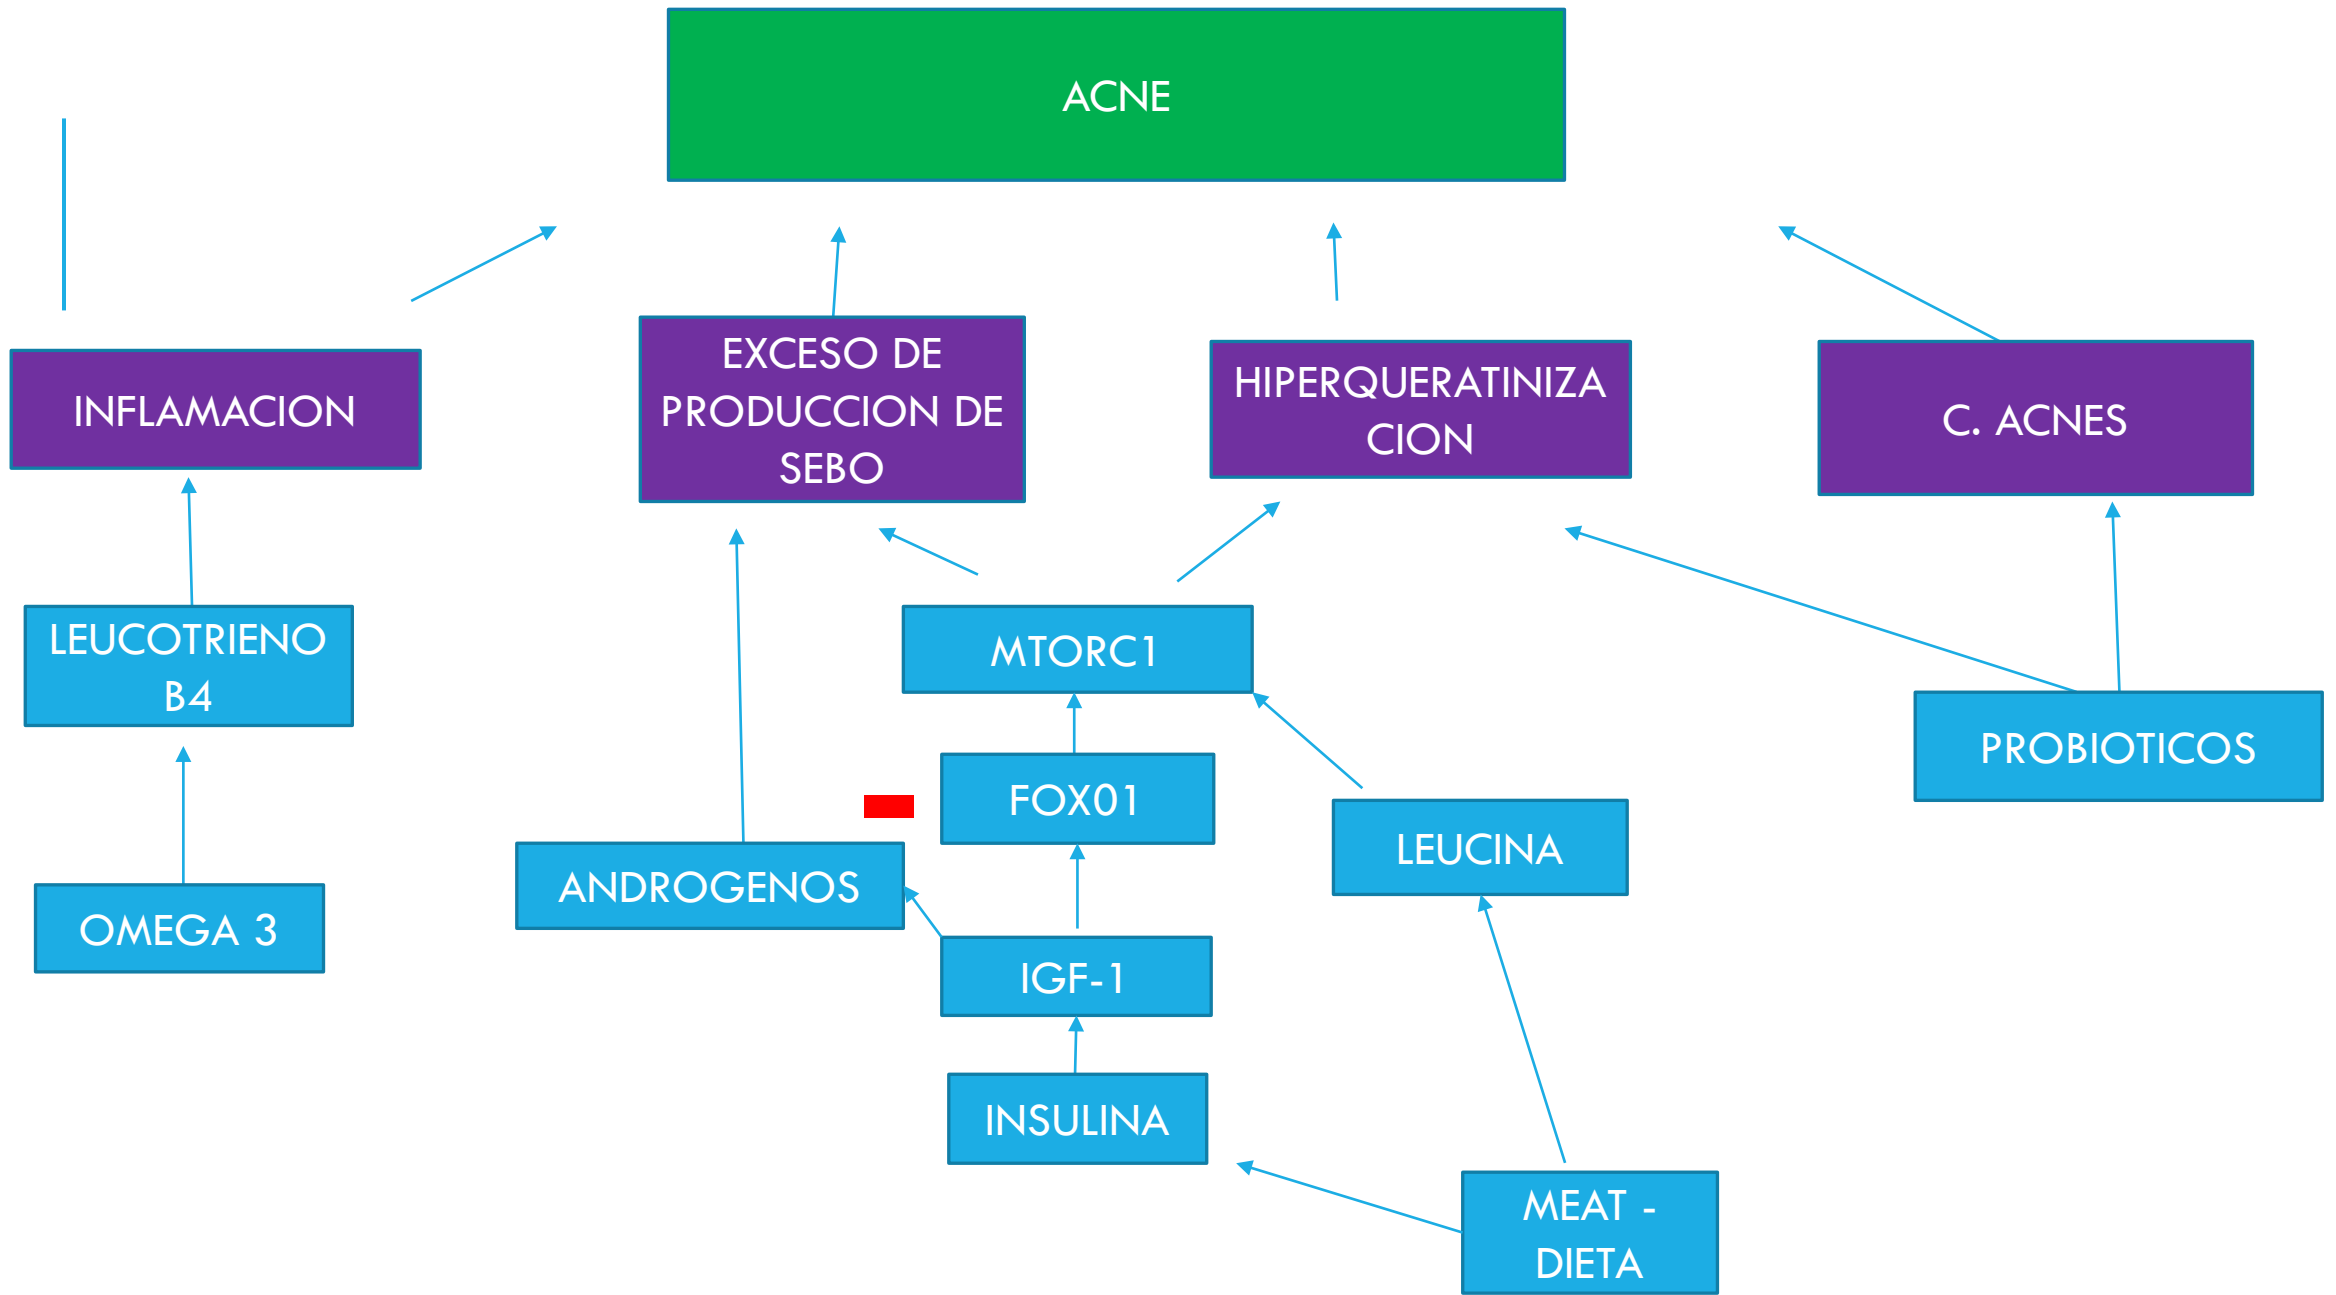 ACNE
EXCESO DE
PRODUCCION DE
SEBO
HIPERQUERATINIZA
CION
INFLAMACION
C. ACNES
LEUCOTRIENO
B4
MTORC1
PROBIOTICOS
FOX01
LEUCINA
ANDROGENOS
OMEGA 3
IGF-1
INSULINA
MEAT -
DIETA